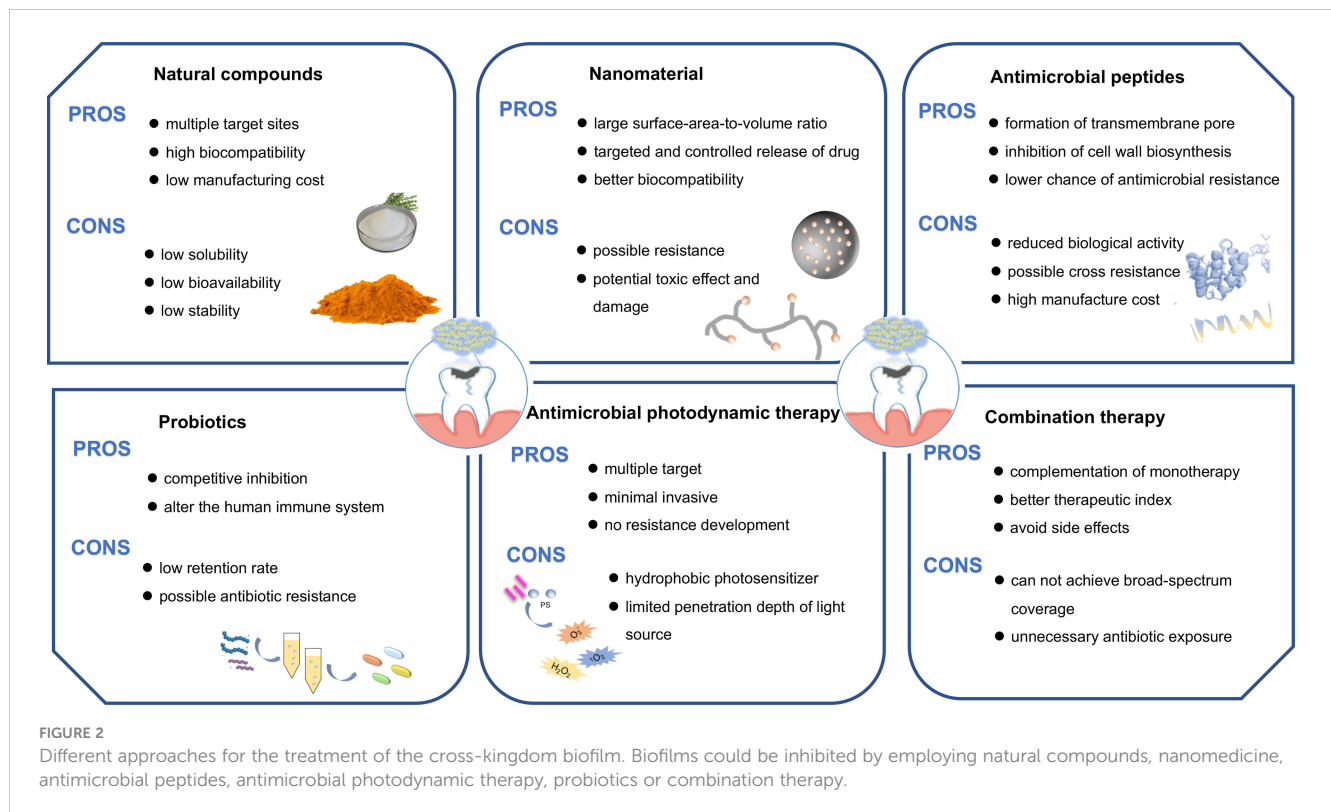 Natural compounds
PROS
● multiple target sites
● high biocompatibility
● low manufacturing cost
CONS
● low solubility
● low bioavailability
● low stability
Nanomaterial
PROS
● large surface-area-to-volume ratio
● targeted and controlled release of drug
● better biocompatibility
CONS
● possible resistance
● potential toxic effect and
damage
Antimicrobial peptides
PROS
● formation of transmembrane pore
● inhibition of cell wall biosynthesis
● lower chance of antimicrobial resistance
CONS
● reduced biological activity
● possible cross resistance
● high manufacture cost
Probiotics
PROS
● competitive inhibition
● alter the human immune system
CONS
● low retention rate
● possible antibiotic resistance
Antimicrobial photodynamic therapy
PROS
● multiple target
● minimal invasive
● no resistance development
CONS
● hydrophobic photosensitizer
● limited penetration depth of light
source
PS
O₂⁻
¹O₂
H₂O₂
Combination therapy
PROS
● complementation of monotherapy
● better therapeutic index
● avoid side effects
CONS
● can not achieve broad-spectrum
coverage
● unnecessary antibiotic exposure
FIGURE 2
Different approaches for the treatment of the cross-kingdom biofilm. Biofilms could be inhibited by employing natural compounds, nanomedicine,
antimicrobial peptides, antimicrobial photodynamic therapy, probiotics or combination therapy.